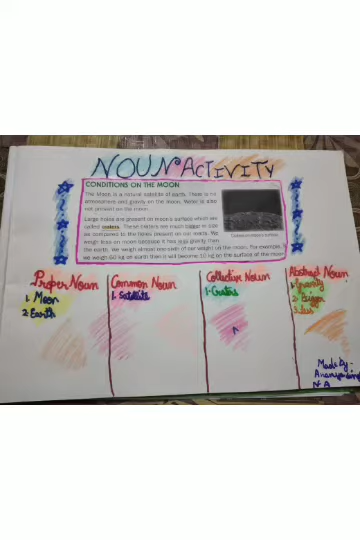 NOUN ACTIVITY
CONDITIONS ON THE MOON
The Moon is a natural satellite of earth. There is no
atmosphere and gravity on the moon. Water is also
not present on the moon.
Large holes are present on moon's surface which are
called craters. These craters are much bigger in size
as compared to the holes present on our earth. We
weigh less on moon because it has less gravity than
the earth. We weigh almost one-sixth of our weight on the moon. For example, if
we weigh 60 kg on earth then it will become 10 kg on the surface of the moon
Proper Noun
1. Moon
2. Earth
Common Noun
1. Satellite
Collective Noun
1. Craters
Abstract Noun
1. Gravity
2. Bigger
3. Less
Made by-